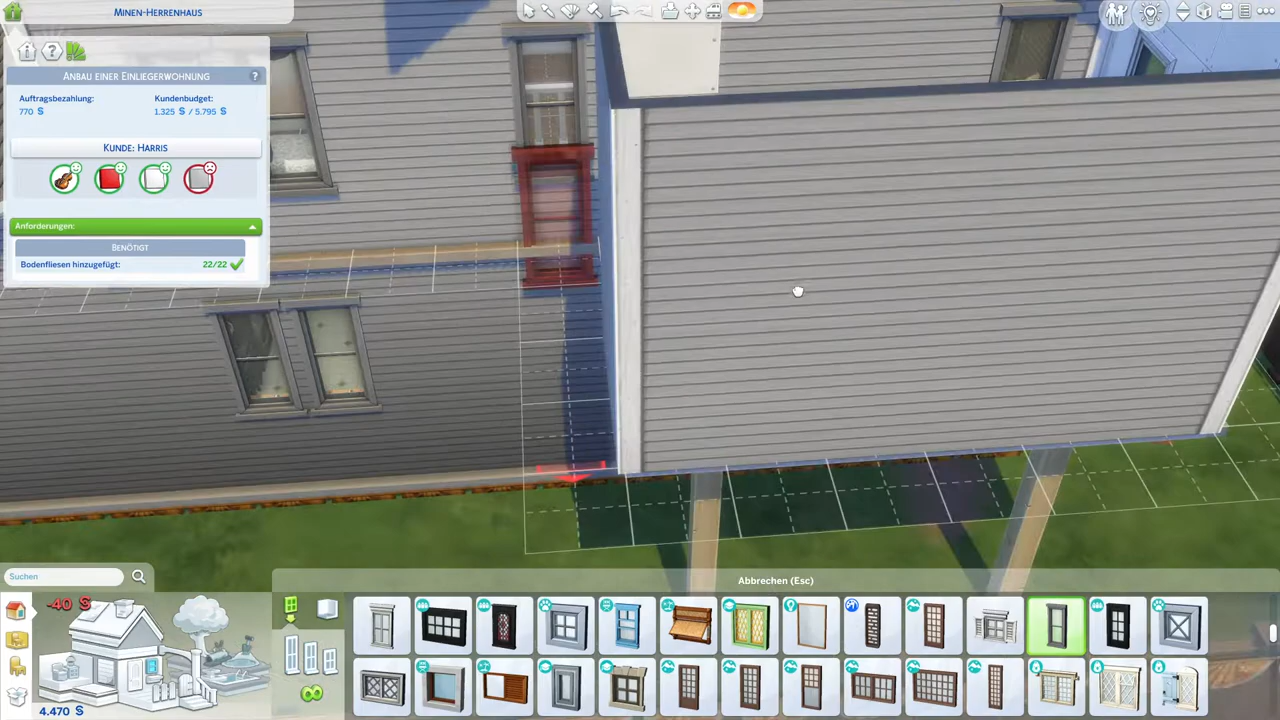 MINEN-HERRENHAUS
ANBAU EINER EINLIEGERWOHNUNG ?
Auftragsbezahlung: Kundenbudget:
770 $ 1.325 $ / 5.795 $
KUNDE: HARRIS
Anforderungen:
BENÖTIGT
Bodenfliesen hinzugefügt: 22/22
Abbrechen (Esc)
Suchen
-40 $
4.470 $